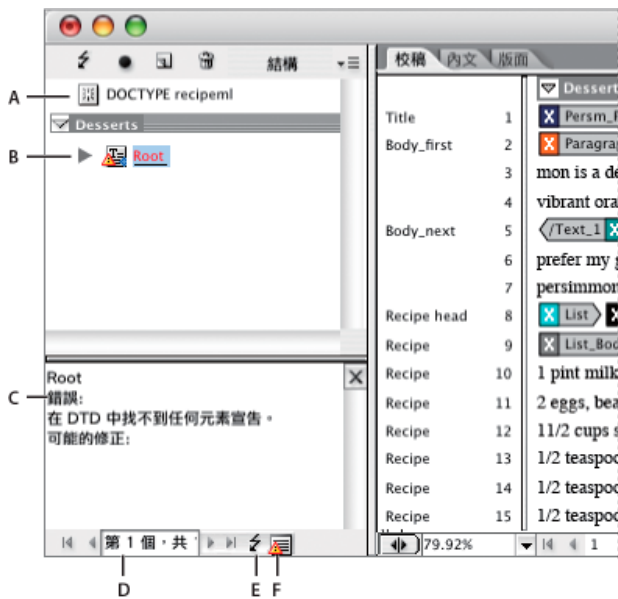 結構
A
DOCTYPE recipeml
Desserts
B
Root
Root
C
錯誤:
在 DTD 中找不到任何元素宣告。
可能的修正:
第 1 個,共
D
E
F
校稿 內文 版面
Dessert
Title 1 Persm_
Body_first 2 Paragra
3 mon is a de
4 vibrant ora
Body_next 5 /Text_1
6 prefer my
7 persimmon
Recipe head 8 List
Recipe 9 List_Bod
Recipe 10 1 pint milk
Recipe 11 2 eggs, bea
Recipe 12 11/2 cups s
Recipe 13 1/2 teaspoo
Recipe 14 1/2 teaspoo
Recipe 15 1/2 teaspoo
79.92% 1